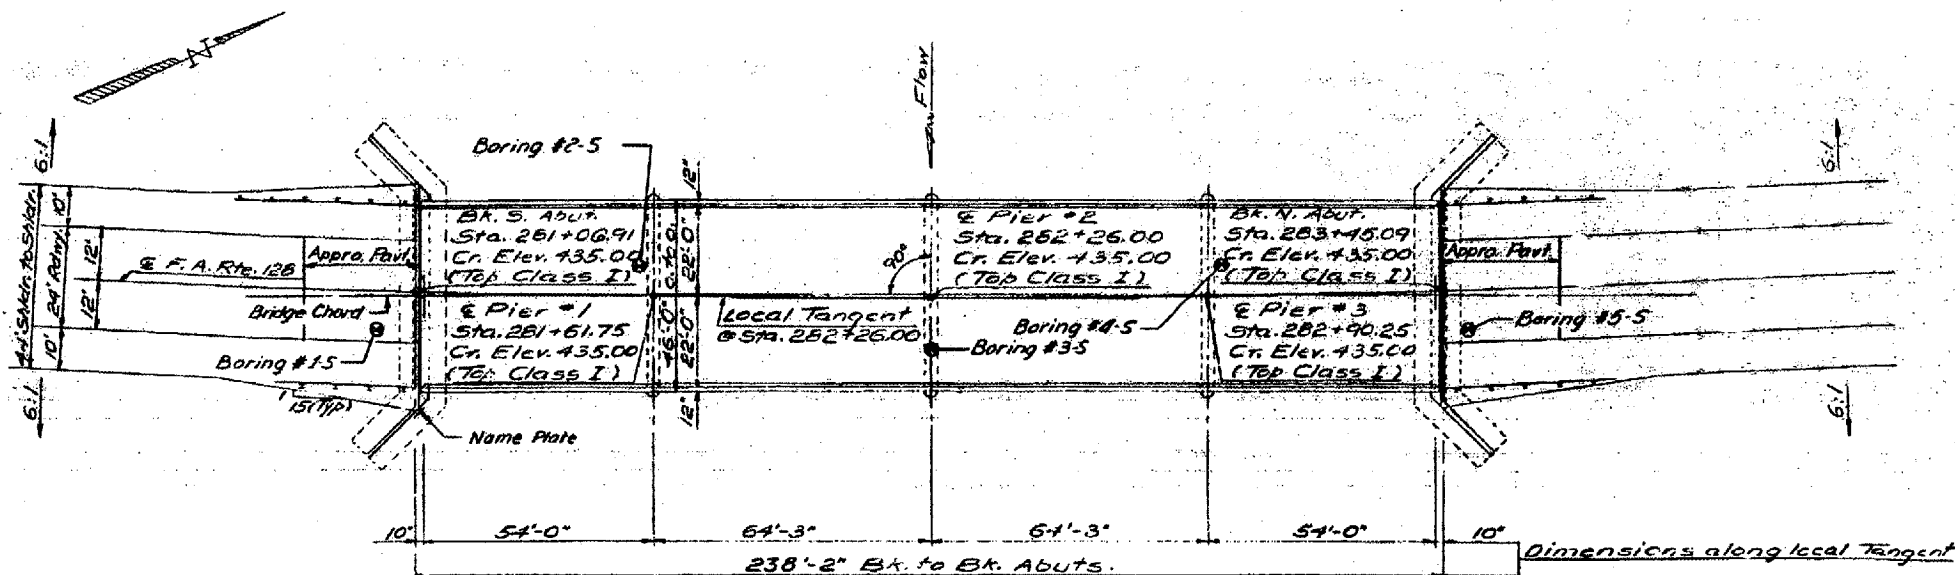 N
Flow
6:1
6:1
Boring #2-S
12"
44' Shldr. to Shldr.
10'
24' Rdwy.
10'
12'
12'
Appro. Pavt.
℄ F. A. Rte. 128
Bridge Chord
Boring #1-S
15 (Typ)
1
6:1
Name Plate
Bk. S. Abut.
Sta. 281+06.91
Cr. Elev. 435.00
(Top Class I)
℄ Pier #1
Sta. 281+61.75
Cr. Elev. 435.00
(Top Class I)
46'-0" O. to O.
22'-0"
22'-0"
12"
Local Tangent
@ Sta. 282+26.00
90°
℄ Pier #2
Sta. 282+26.00
Cr. Elev. 435.00
(Top Class I)
Boring #3-S
Boring #4-S
Bk. N. Abut.
Sta. 283+45.09
Cr. Elev. 435.00
(Top Class I)
℄ Pier #3
Sta. 282+90.25
Cr. Elev. 435.00
(Top Class I)
Appro. Pavt.
Boring #5-S
6:1
10"
54'-0"
64'-3"
64'-3"
54'-0"
10"
238'-2" Bk. to Bk. Abuts.
Dimensions along local Tangent